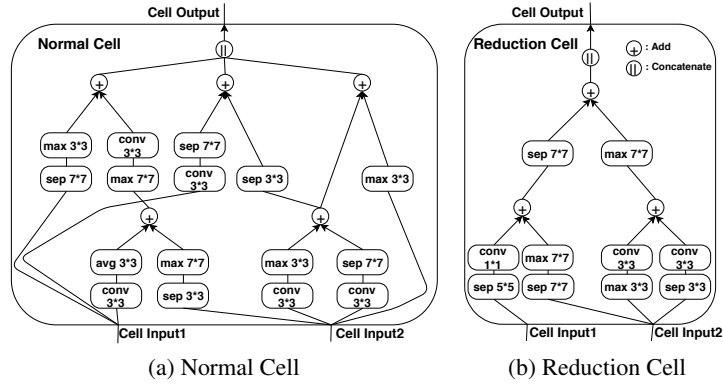 Cell Output
Normal Cell
||
+
+
+
max 3*3
conv
3*3
sep 7*7
sep 7*7
max 7*7
conv
3*3
sep 3*3
max 3*3
+
+
avg 3*3
max 7*7
max 3*3
sep 7*7
conv
3*3
sep 3*3
conv
3*3
conv
3*3
Cell Input1
Cell Input2
(a) Normal Cell
Cell Output
Reduction Cell
||
+ : Add
|| : Concatenate
+
sep 7*7
max 7*7
+
+
conv
1*1
max 7*7
conv
3*3
conv
3*3
sep 5*5
sep 7*7
max 3*3
sep 3*3
Cell Input1
Cell Input2
(b) Reduction Cell